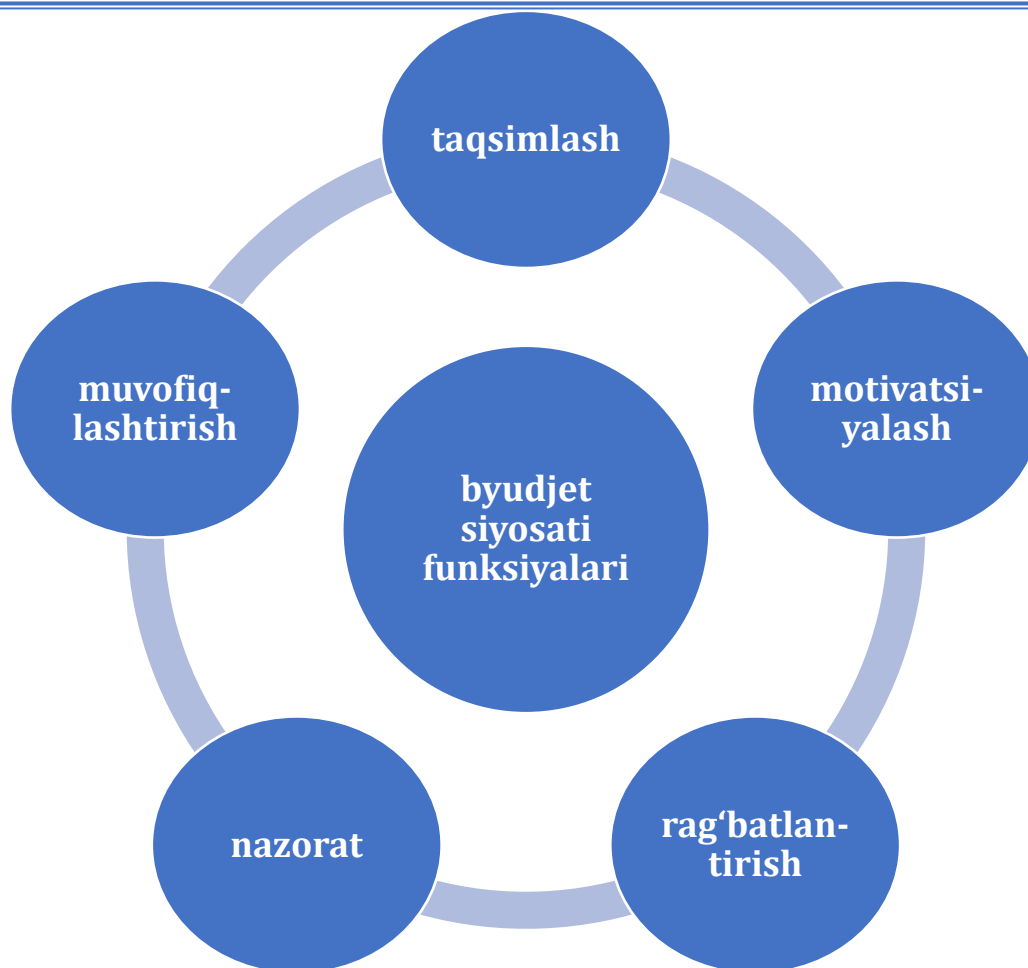 taqsimlash
motivatsi-
yalash
rag‘batlan-
tirish
nazorat
muvofiq-
lashtirish
byudjet
siyosati
funksiyalari